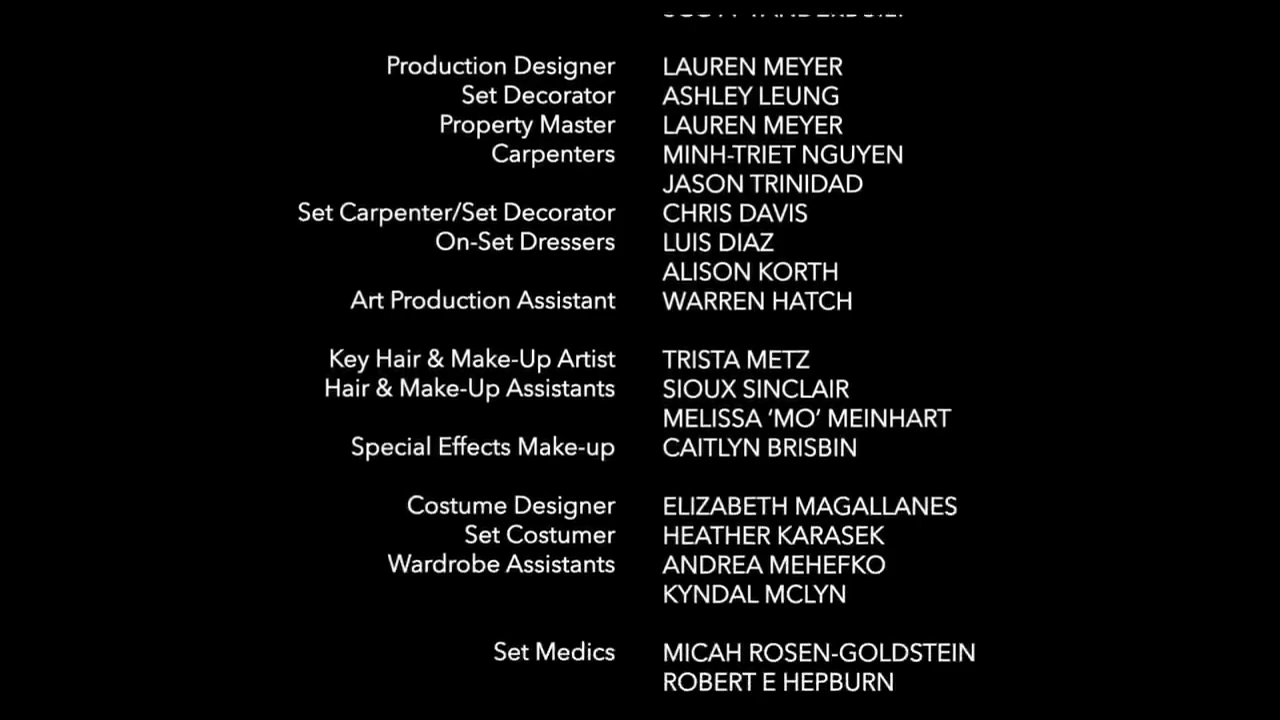 Production Designer LAUREN MEYER
Set Decorator ASHLEY LEUNG
Property Master LAUREN MEYER
Carpenters MINH-TRIET NGUYEN
JASON TRINIDAD
Set Carpenter/Set Decorator CHRIS DAVIS
On-Set Dressers LUIS DIAZ
ALISON KORTH
Art Production Assistant WARREN HATCH
Key Hair & Make-Up Artist TRISTA METZ
Hair & Make-Up Assistants SIOUX SINCLAIR
MELISSA ‘MO’ MEINHART
Special Effects Make-up CAITLYN BRISBIN
Costume Designer ELIZABETH MAGALLANES
Set Costumer HEATHER KARASEK
Wardrobe Assistants ANDREA MEHEFKO
KYNDAL MCLYN
Set Medics MICAH ROSEN-GOLDSTEIN
ROBERT E HEPBURN